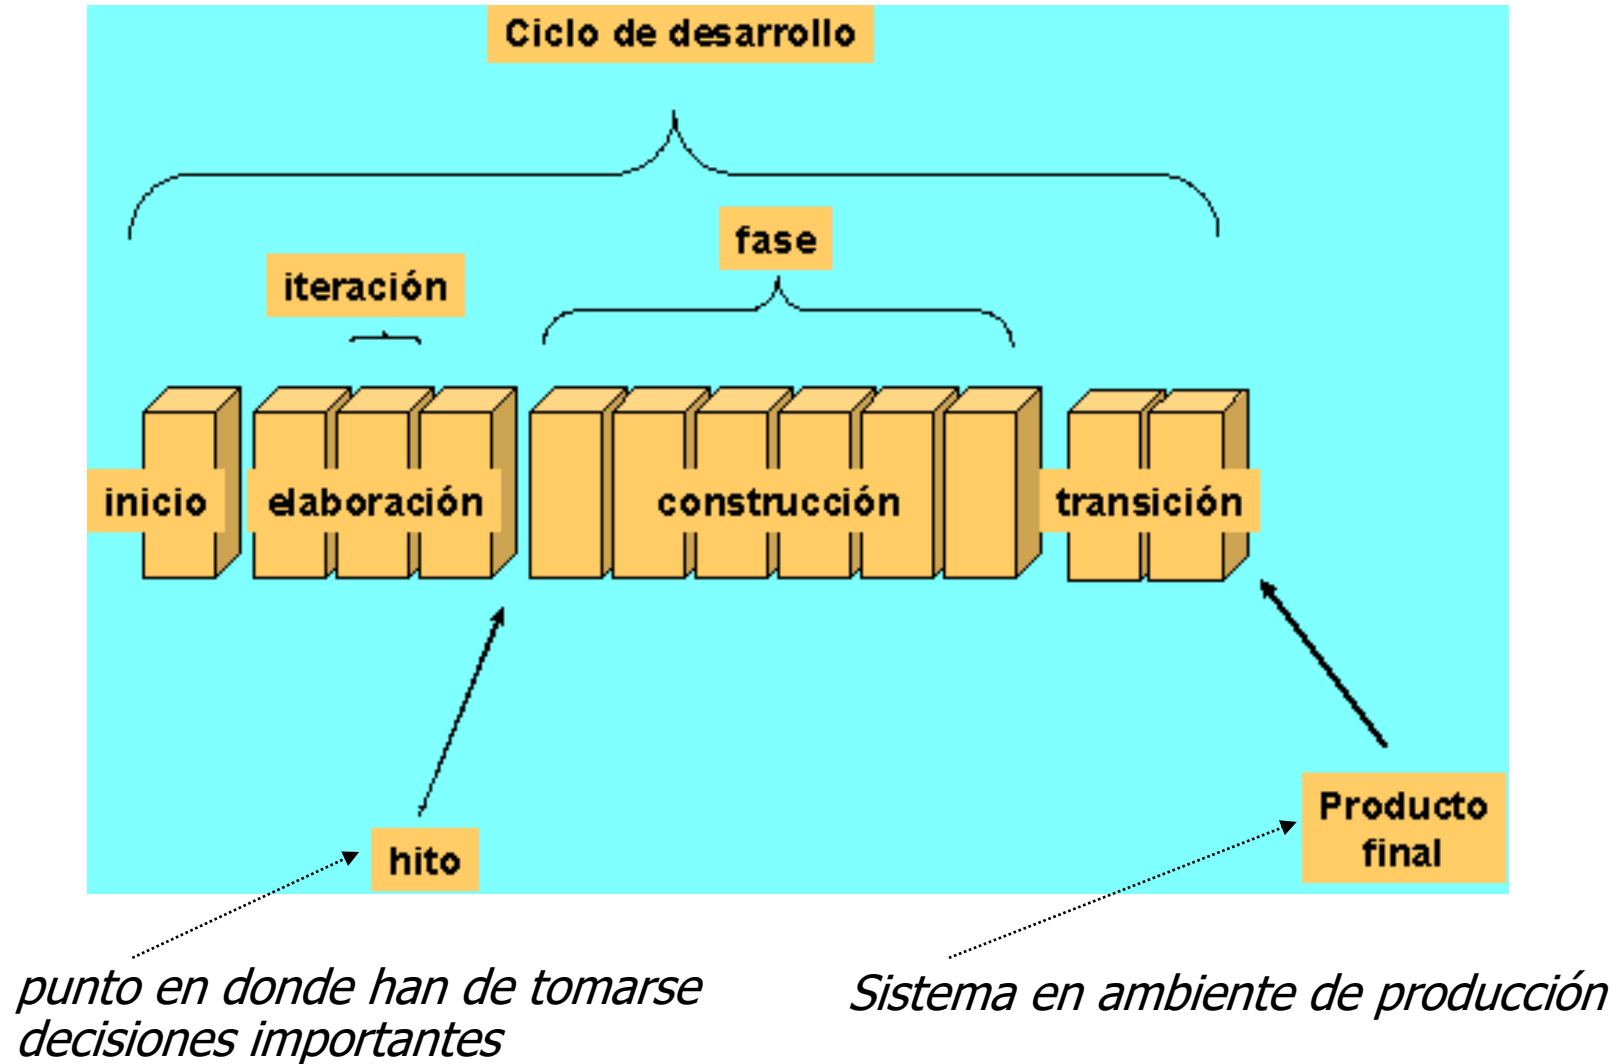 Ciclo de desarrollo
fase
iteración
inicio
elaboración
construcción
transición
hito
Producto
final
punto en donde han de tomarse
decisiones importantes
Sistema en ambiente de producción